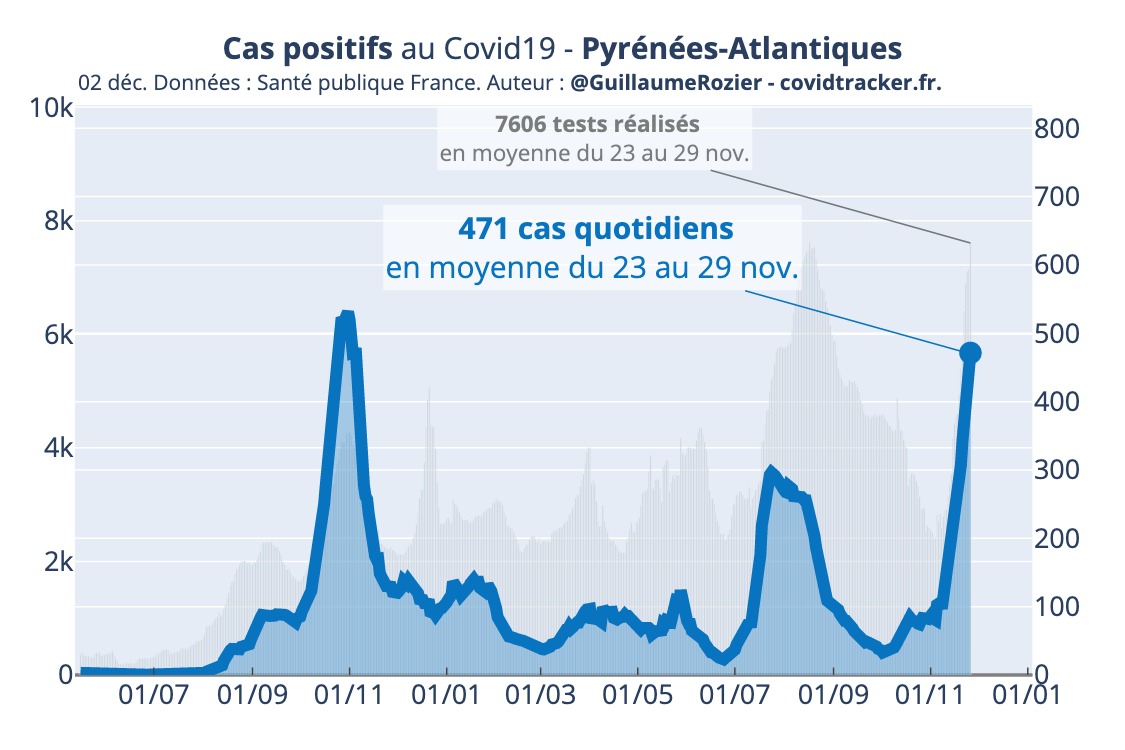 Cas positifs au Covid19 - Pyrénées-Atlantiques
02 déc. Données : Santé publique France. Auteur : @GuillaumeRozier - covidtracker.fr.
7606 tests réalisés
en moyenne du 23 au 29 nov.
471 cas quotidiens
en moyenne du 23 au 29 nov.
10k
8k
6k
4k
2k
0
800
700
600
500
400
300
200
100
0
01/07 01/09 01/11 01/01 01/03 01/05 01/07 01/09 01/11 01/01